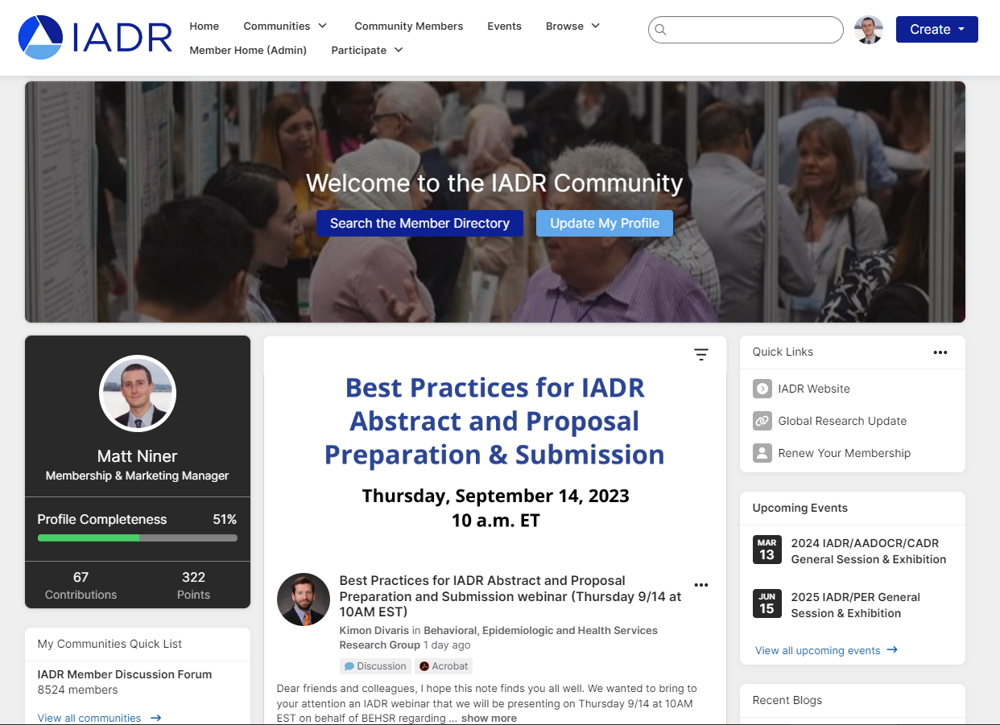 IADR
Home
Communities
Community Members
Events
Browse
Create
Member Home (Admin)
Participate
Welcome to the IADR Community
Search the Member Directory
Update My Profile
Matt Niner
Membership & Marketing Manager
Profile Completeness 51%
67
Contributions
322
Points
My Communities Quick List
IADR Member Discussion Forum
8524 members
View all communities
Best Practices for IADR
Abstract and Proposal
Preparation & Submission
Thursday, September 14, 2023
10 a.m. ET
Best Practices for IADR Abstract and Proposal
Preparation and Submission webinar (Thursday 9/14 at
10AM EST)
Kimon Divaris in Behavioral, Epidemiologic and Health Services
Research Group 1 day ago
Discussion
Acrobat
Dear friends and colleagues, I hope this note finds you all well. We wanted to bring to
your attention an IADR webinar that we will be presenting on Thursday 9/14 at 10AM
EST on behalf of BEHSR regarding ... show more
Quick Links
IADR Website
Global Research Update
Renew Your Membership
Upcoming Events
MAR
13
2024 IADR/AADOCR/CADR
General Session & Exhibition
JUN
15
2025 IADR/PER General
Session & Exhibition
View all upcoming events
Recent Blogs